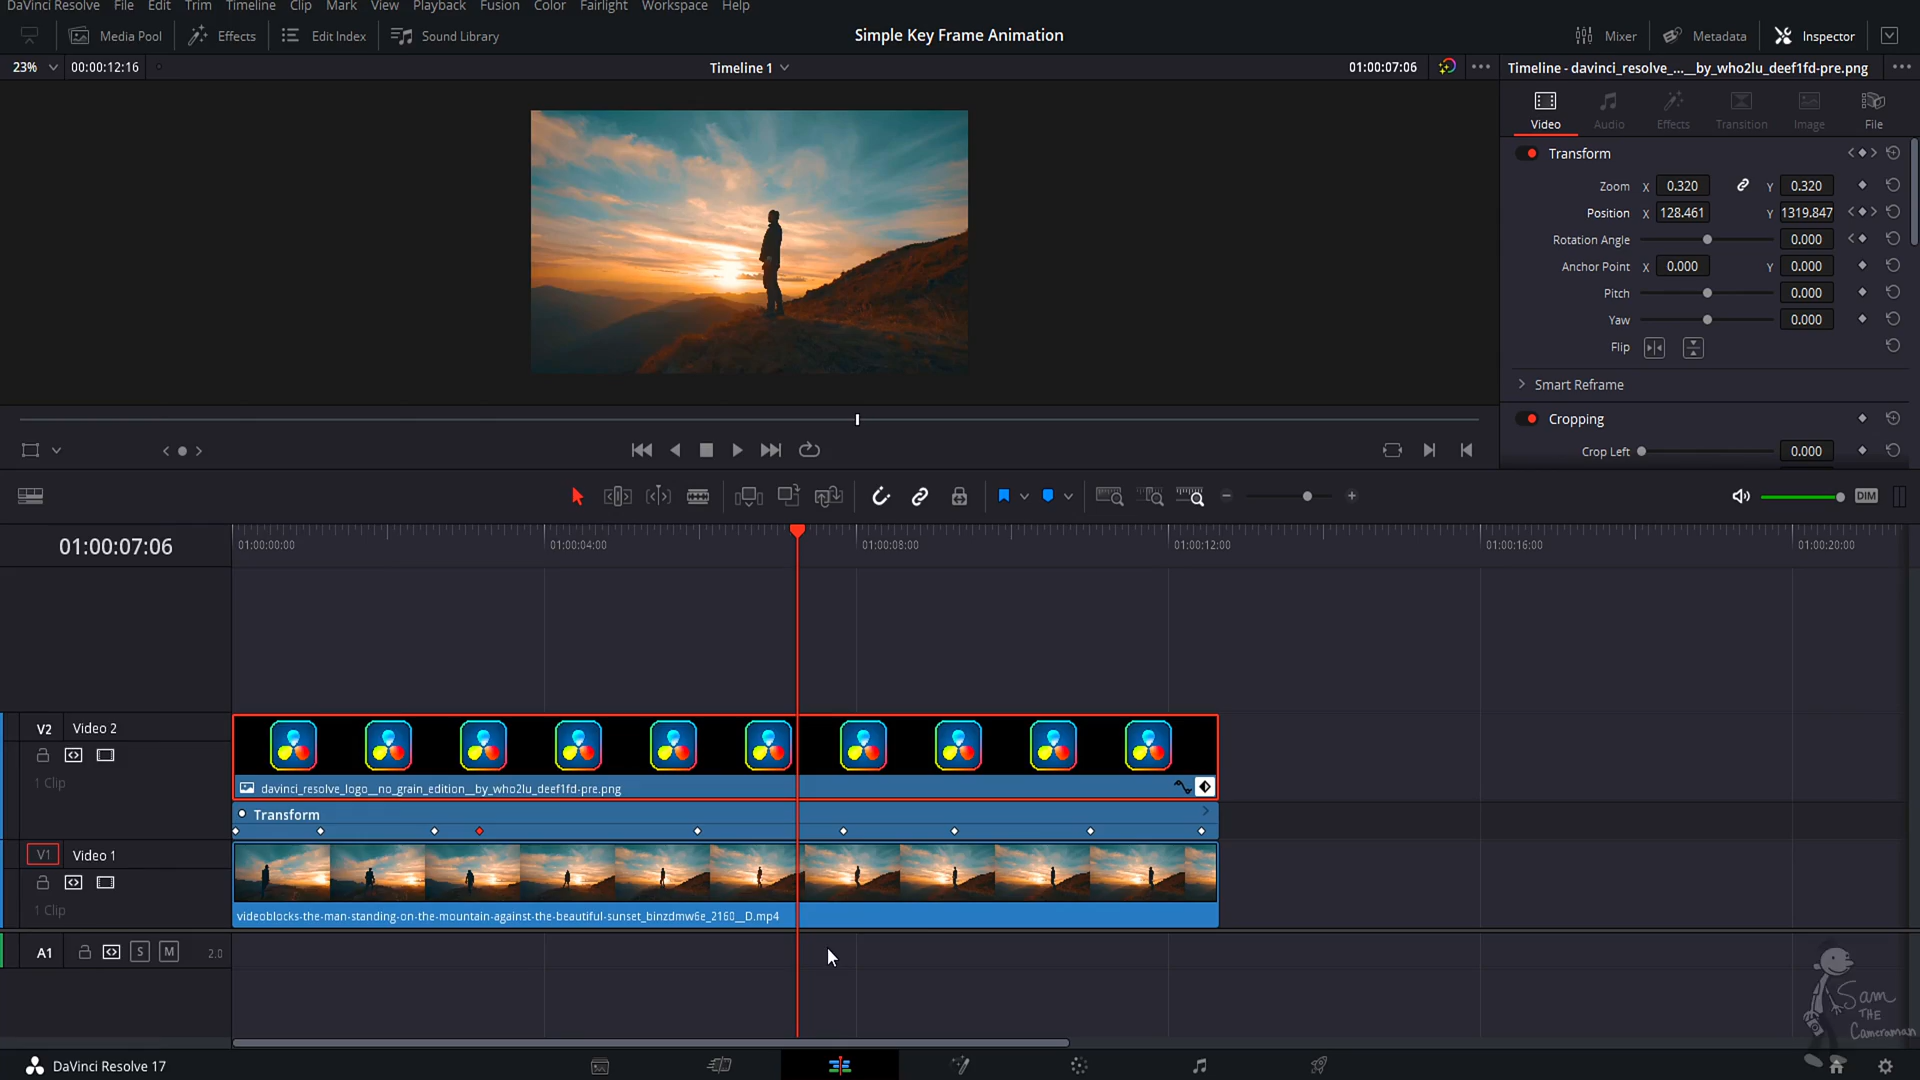 DaVinci Resolve File Edit Trim Timeline Clip Mark View Playback Fusion Color Fairlight Workspace Help
Media Pool Effects Edit Index Sound Library Simple Key Frame Animation Mixer Metadata Inspector
23% 00:00:12:16 Timeline 1 01:00:07:06 Timeline - davinci_resolve_...__by_who2lu_deef1fd-pre.png
Video Audio Effects Transition Image File
Transform
Zoom X 0.320 Y 0.320
Position X 128.461 Y 1319.847
Rotation Angle 0.000
Anchor Point X 0.000 Y 0.000
Pitch 0.000
Yaw 0.000
Flip
Smart Reframe
Cropping
Crop Left 0.000
DIM
01:00:07:06 01:00:00:00 01:00:04:00 01:00:08:00 01:00:12:00 01:00:16:00 01:00:20:00
V2 Video 2
1 Clip
davinci_resolve_logo__no_grain_edition__by_who2lu_deef1fd-pre.png
Transform
V1 Video 1
1 Clip
videoblocks-the-man-standing-on-the-mountain-against-the-beautiful-sunset_binzdmw6e_2160__D.mp4
A1 S M 2.0
Sam
THE
Cameraman
DaVinci Resolve 17